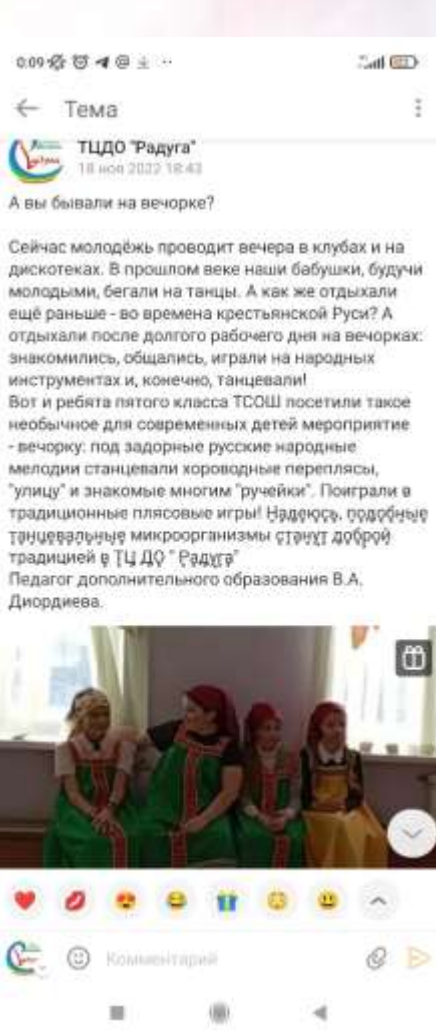 0:09
Тема
ТЦДО "Радуга"
18 ноя 2022 18:43
А вы бывали на вечорке?
Сейчас молодёжь проводит вечера в клубах и на
дискотеках. В прошлом веке наши бабушки, будучи
молодыми, бегали на танцы. А как же отдыхали
ещё раньше - во времена крестьянской Руси? А
отдыхали после долгого рабочего дня на вечорках:
знакомились, общались, играли на народных
инструментах и, конечно, танцевали!
Вот и ребята пятого класса ТСОШ посетили такое
необычное для современных детей мероприятие
- вечорку: под задорные русские народные
мелодии станцевали хороводные переплясы,
"улицу" и знакомые многим "ручейки". Поиграли в
традиционные плясовые игры! Надеюсь, подобные
танцевальные микроорганизмы станут доброй
традицией в ТЦ ДО " Радуга"
Педагог дополнительного образования В.А.
Диордиева.
Комментарий